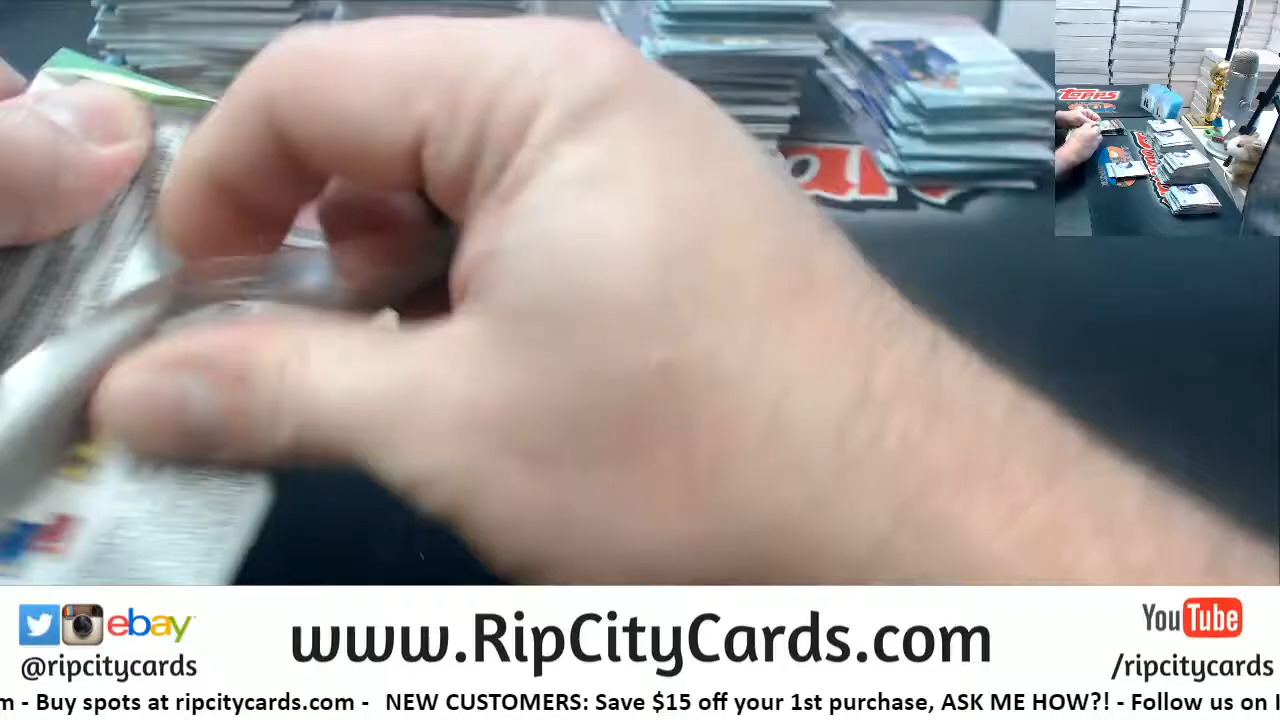 TOPPS
ebay
@ripcitycards
www.RipCityCards.com
YouTube
/ripcitycards
m - Buy spots at ripcitycards.com - NEW CUSTOMERS: Save $15 off your 1st purchase, ASK ME HOW?! - Follow us on I